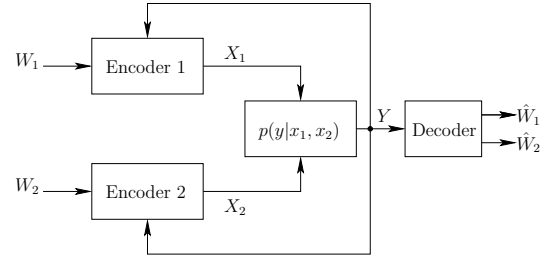 W₁
Encoder 1
X₁
p(y|x₁, x₂)
Y
Decoder
Ŵ₁
Ŵ₂
W₂
Encoder 2
X₂